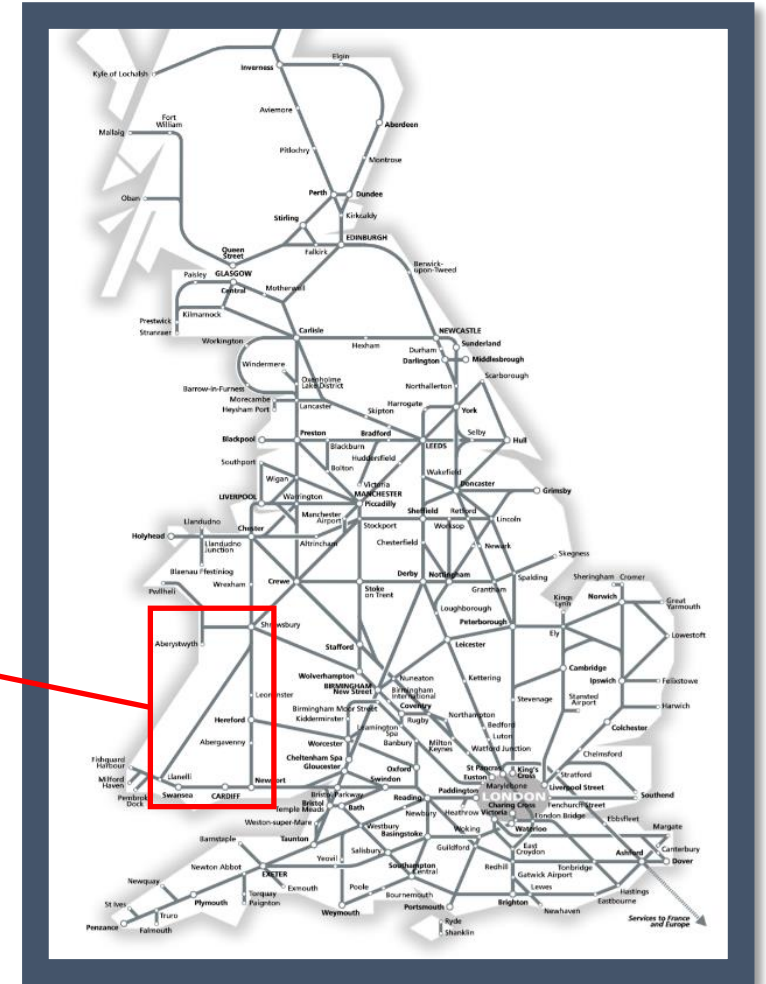 Elgin
Inverness
Kyle of Lochalsh
Aviemore
Fort
William
Mallaig
Aberdeen
Pitlochry
Montrose
Perth
Dundee
Oban
Stirling
Kirkcaldy
EDINBURGH
Queen
Street
Falkirk
Berwick-
upon-Tweed
Paisley
GLASGOW
Central
Motherwell
Kilmarnock
Prestwick
Stranraer
Carlisle
NEWCASTLE
Workington
Hexham
Durham
Sunderland
Darlington
Middlesbrough
Windermere
Oxenholme
Lake District
Scarborough
Barrow-in-Furness
Northallerton
Morecambe
Heysham Port
Lancaster
Harrogate
York
Skipton
Blackpool
Preston
Bradford
Selby
Hull
Blackburn
LEEDS
Huddersfield
Southport
Bolton
Wakefield
Wigan
Victoria
Doncaster
MANCHESTER
Piccadilly
Grimsby
LIVERPOOL
Warrington
Manchester
Airport
Sheffield
Retford
Llandudno
Stockport
Worksop
Lincoln
Holyhead
Chester
Llandudno
Junction
Altrincham
Chesterfield
Newark
Skegness
Blaenau Ffestiniog
Wrexham
Crewe
Derby
Nottingham
Spalding
Sheringham
Cromer
Pwllheli
Stoke
on Trent
Grantham
Kings
Lynn
Norwich
Great
Yarmouth
Loughborough
Shrewsbury
Peterborough
Ely
Lowestoft
Aberystwyth
Stafford
Leicester
Cambridge
Wolverhampton
Nuneaton
Kettering
Ipswich
Felixstowe
BIRMINGHAM
New Street
Birmingham
International
Leominster
Stevenage
Stansted
Airport
Birmingham Moor Street
Coventry
Harwich
Kidderminster
Rugby
Northampton
Hereford
Leamington
Spa
Bedford
Colchester
Abergavenny
Worcester
Banbury
Milton
Keynes
Luton
Watford Junction
Chelmsford
Cheltenham Spa
Gloucester
Oxford
St Pancras
King's
Cross
Fishguard
Harbour
Llanelli
Newport
Swindon
Euston
Stratford
Milford
Haven
Marylebone
Liverpool Street
Pembroke
Dock
Swansea
CARDIFF
Bristol Parkway
Reading
Paddington
LONDON
Southend
Bristol
Temple Meads
Bath
Charing Cross
Fenchurch Street
Newbury
Heathrow
Victoria
London Bridge
Weston-super-Mare
Ebbsfleet
Westbury
Woking
Waterloo
Margate
Barnstaple
Taunton
Basingstoke
Salisbury
Guildford
East
Croydon
Canterbury
Ashford
Dover
Newton Abbot
Yeovil
Southampton
Central
Redhill
Tonbridge
Gatwick Airport
EXETER
Newquay
Exmouth
Poole
Lewes
Hastings
Torquay
Paignton
Bournemouth
Eastbourne
St Ives
Plymouth
Weymouth
Portsmouth
Brighton
Newhaven
Truro
Penzance
Falmouth
Ryde
Shanklin
Services to France
and Europe